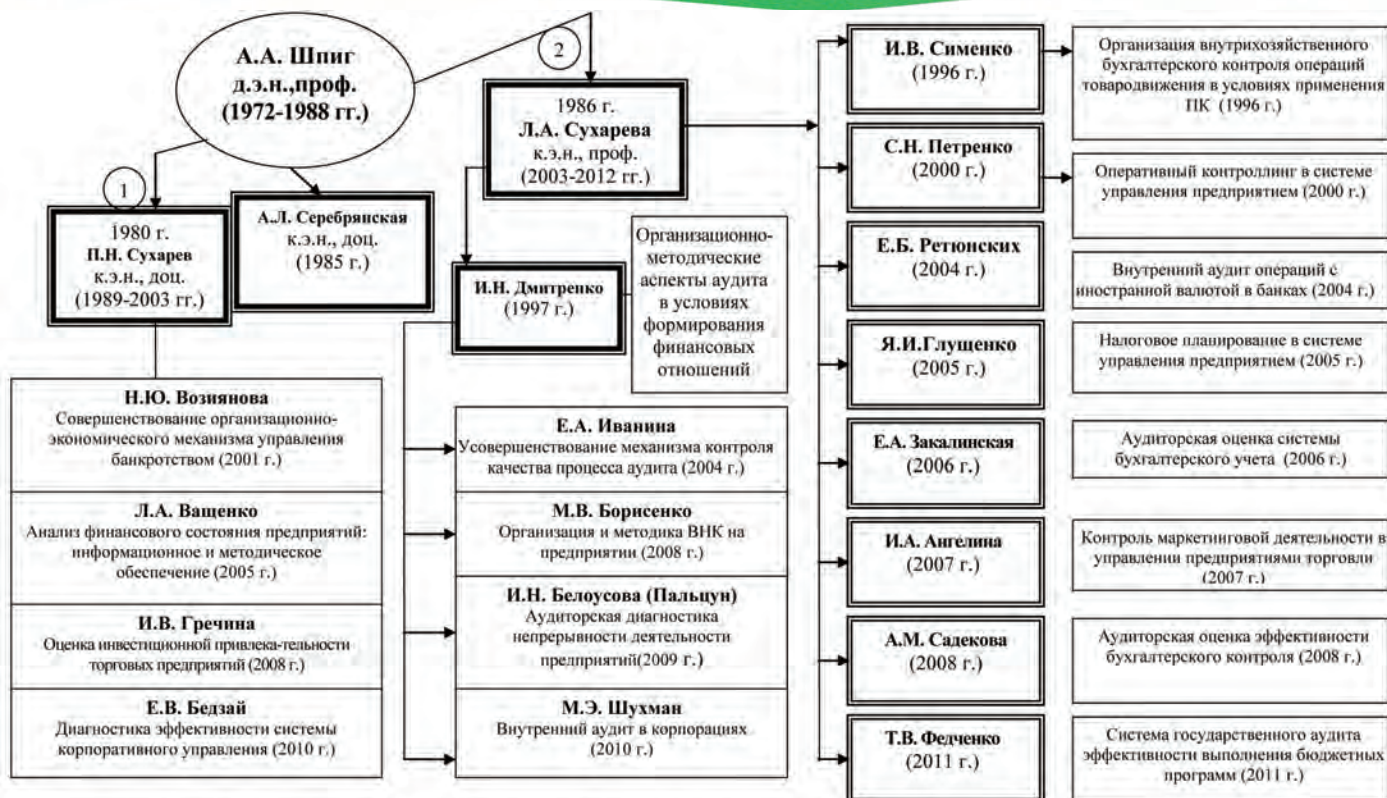 А.А. Шпиг
д.э.н.,проф.
(1972-1988 гг.)
1
1980 г.
П.Н. Сухарев
к.э.н., доц.
(1989-2003 гг.)
А.Л. Серебрянская
к.э.н., доц.
(1985 г.)
2
1986 г.
Л.А. Сухарева
к.э.н., проф.
(2003-2012 гг.)
И.Н. Дмитренко
(1997 г.)
Организационно-
методические
аспекты аудита
в условиях
формирования
финансовых
отношений
Н.Ю. Возиянова
Совершенствование организационно-
экономического механизма управления
банкротством (2001 г.)
Л.А. Ващенко
Анализ финансового состояния предприятий:
информационное и методическое
обеспечение (2005 г.)
И.В. Гречина
Оценка инвестиционной привлека-тельности
торговых предприятий (2008 г.)
Е.В. Бедзай
Диагностика эффективности системы
корпоративного управления (2010 г.)
Е.А. Иванина
Усовершенствование механизма контроля
качества процесса аудита (2004 г.)
М.В. Борисенко
Организация и методика ВНК на
предприятии (2008 г.)
И.Н. Белоусова (Пальцун)
Аудиторская диагностика
непрерывности деятельности
предприятий(2009 г.)
М.Э. Шухман
Внутренний аудит в корпорациях
(2010 г.)
И.В. Сименко
(1996 г.)
Организация внутрихозяйственного
бухгалтерского контроля операций
товародвижения в условиях применения
ПК (1996 г.)
С.Н. Петренко
(2000 г.)
Оперативный контроллинг в системе
управления предприятием (2000 г.)
Е.Б. Ретюнских
(2004 г.)
Внутренний аудит операций с
иностранной валютой в банках (2004 г.)
Я.И.Глущенко
(2005 г.)
Налоговое планирование в системе
управления предприятием (2005 г.)
Е.А. Закалинская
(2006 г.)
Аудиторская оценка системы
бухгалтерского учета (2006 г.)
И.А. Ангелина
(2007 г.)
Контроль маркетинговой деятельности в
управлении предприятиями торговли
(2007 г.)
А.М. Садекова
(2008 г.)
Аудиторская оценка эффективности
бухгалтерского контроля (2008 г.)
Т.В. Федченко
(2011 г.)
Система государственного аудита
эффективности выполнения бюджетных
программ (2011 г.)